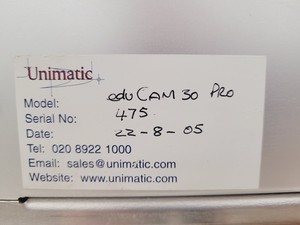 Unimatic
Model: eduCAM 30 PRO
Serial No: 475
Date: 22-8-05
Tel: 020 8922 1000
Email: sales@unimatic.com
Website: www.unimatic.com